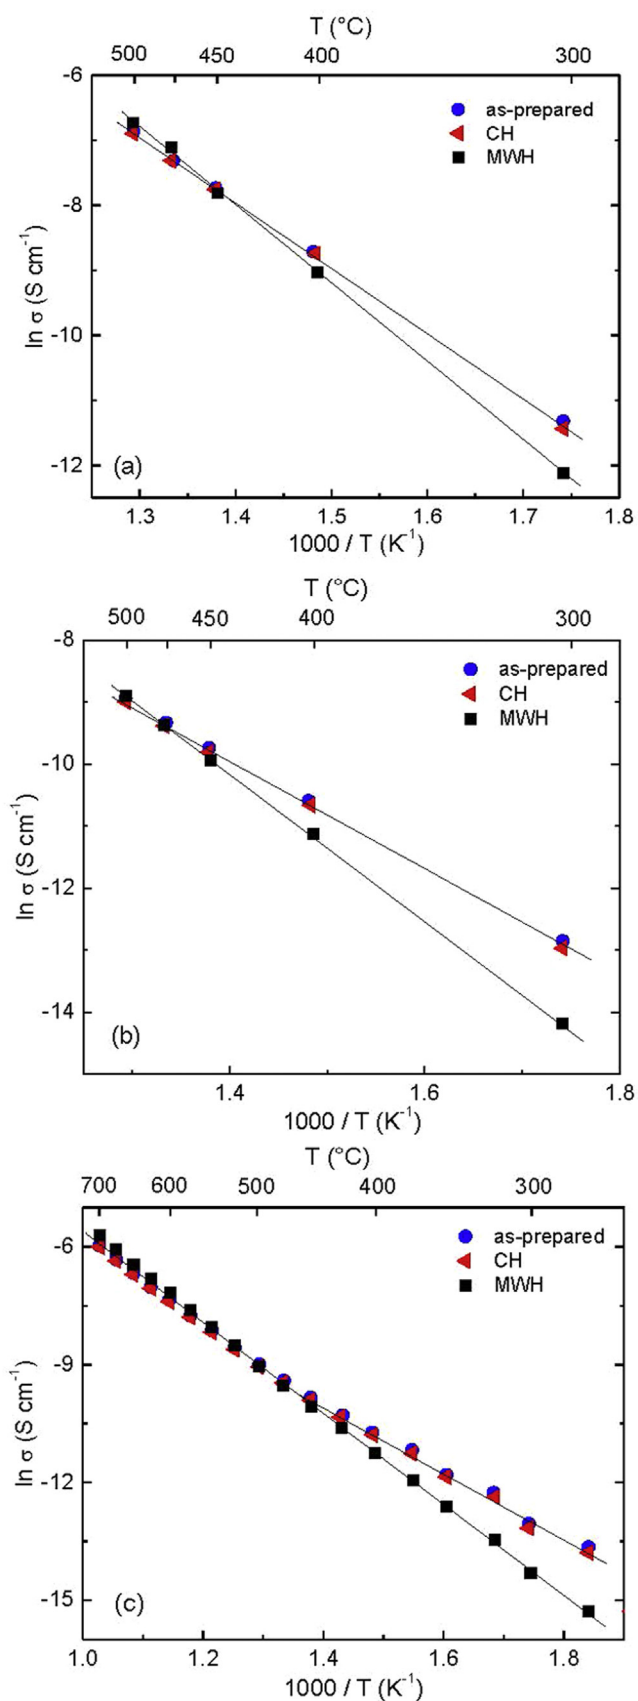 T (°C)
500 450 400 300
-6
as-prepared
CH
MWH
-8
ln σ (S cm⁻¹)
-10
-12
(a)
1.3 1.4 1.5 1.6 1.7 1.8
1000 / T (K⁻¹)
T (°C)
500 450 400 300
-8
as-prepared
CH
MWH
-10
ln σ (S cm⁻¹)
-12
-14
(b)
1.4 1.6 1.8
1000 / T (K⁻¹)
T (°C)
700 600 500 400 300
as-prepared
-6
CH
MWH
-9
ln σ (S cm⁻¹)
-12
-15
(c)
1.0 1.2 1.4 1.6 1.8
1000 / T (K⁻¹)